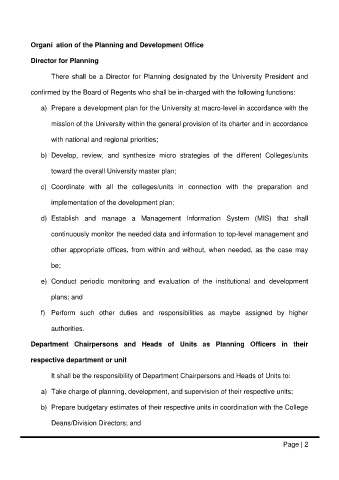 Organi ation of the Planning and Development Office
Director for Planning
There shall be a Director for Planning designated by the University President and
confirmed by the Board of Regents who shall be in-charged with the following functions:
a) Prepare a development plan for the University at macro-level in accordance with the
mission of the University within the general provision of its charter and in accordance
with national and regional priorities;
b) Develop, review, and synthesize micro strategies of the different Colleges/units
toward the overall University master plan;
c) Coordinate with all the colleges/units in connection with the preparation and
implementation of the development plan;
d) Establish and manage a Management Information System (MIS) that shall
continuously monitor the needed data and information to top-level management and
other appropriate offices, from within and without, when needed, as the case may
be;
e) Conduct periodic monitoring and evaluation of the institutional and development
plans; and
f) Perform such other duties and responsibilities as maybe assigned by higher
authorities.
Department Chairpersons and Heads of Units as Planning Officers in their
respective department or unit
It shall be the responsibility of Department Chairpersons and Heads of Units to:
a) Take charge of planning, development, and supervision of their respective units;
b) Prepare budgetary estimates of their respective units in coordination with the College
Deans/Division Directors; and
Page | 2